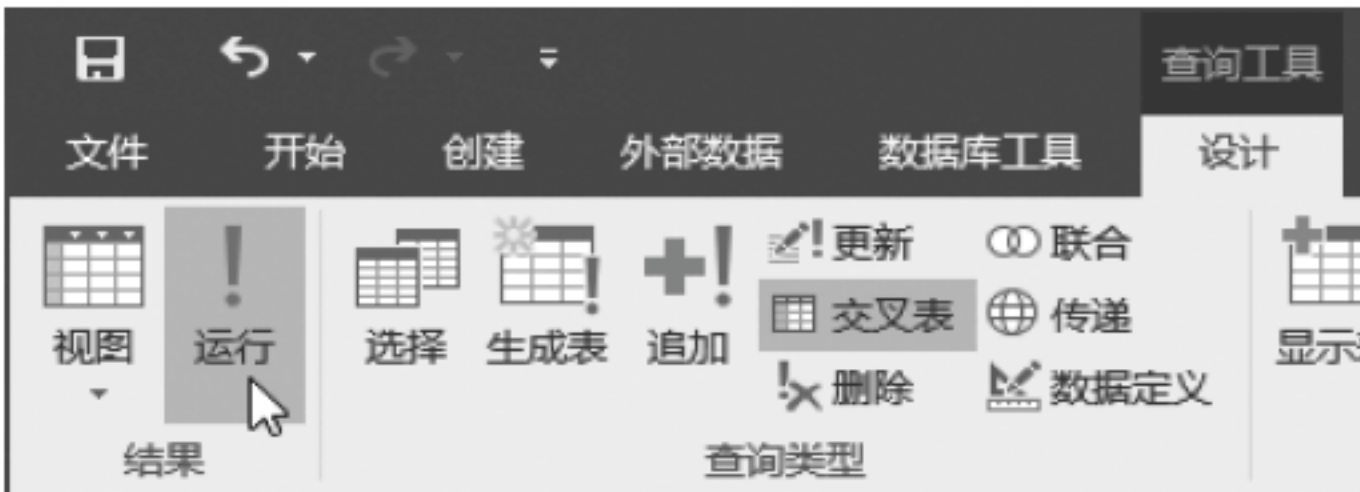 查询工具
文件 开始 创建 外部数据 数据库工具 设计
更新 联合
交叉表 传递
视图 运行 选择 生成表 追加 显示
删除 数据定义
结果 查询类型